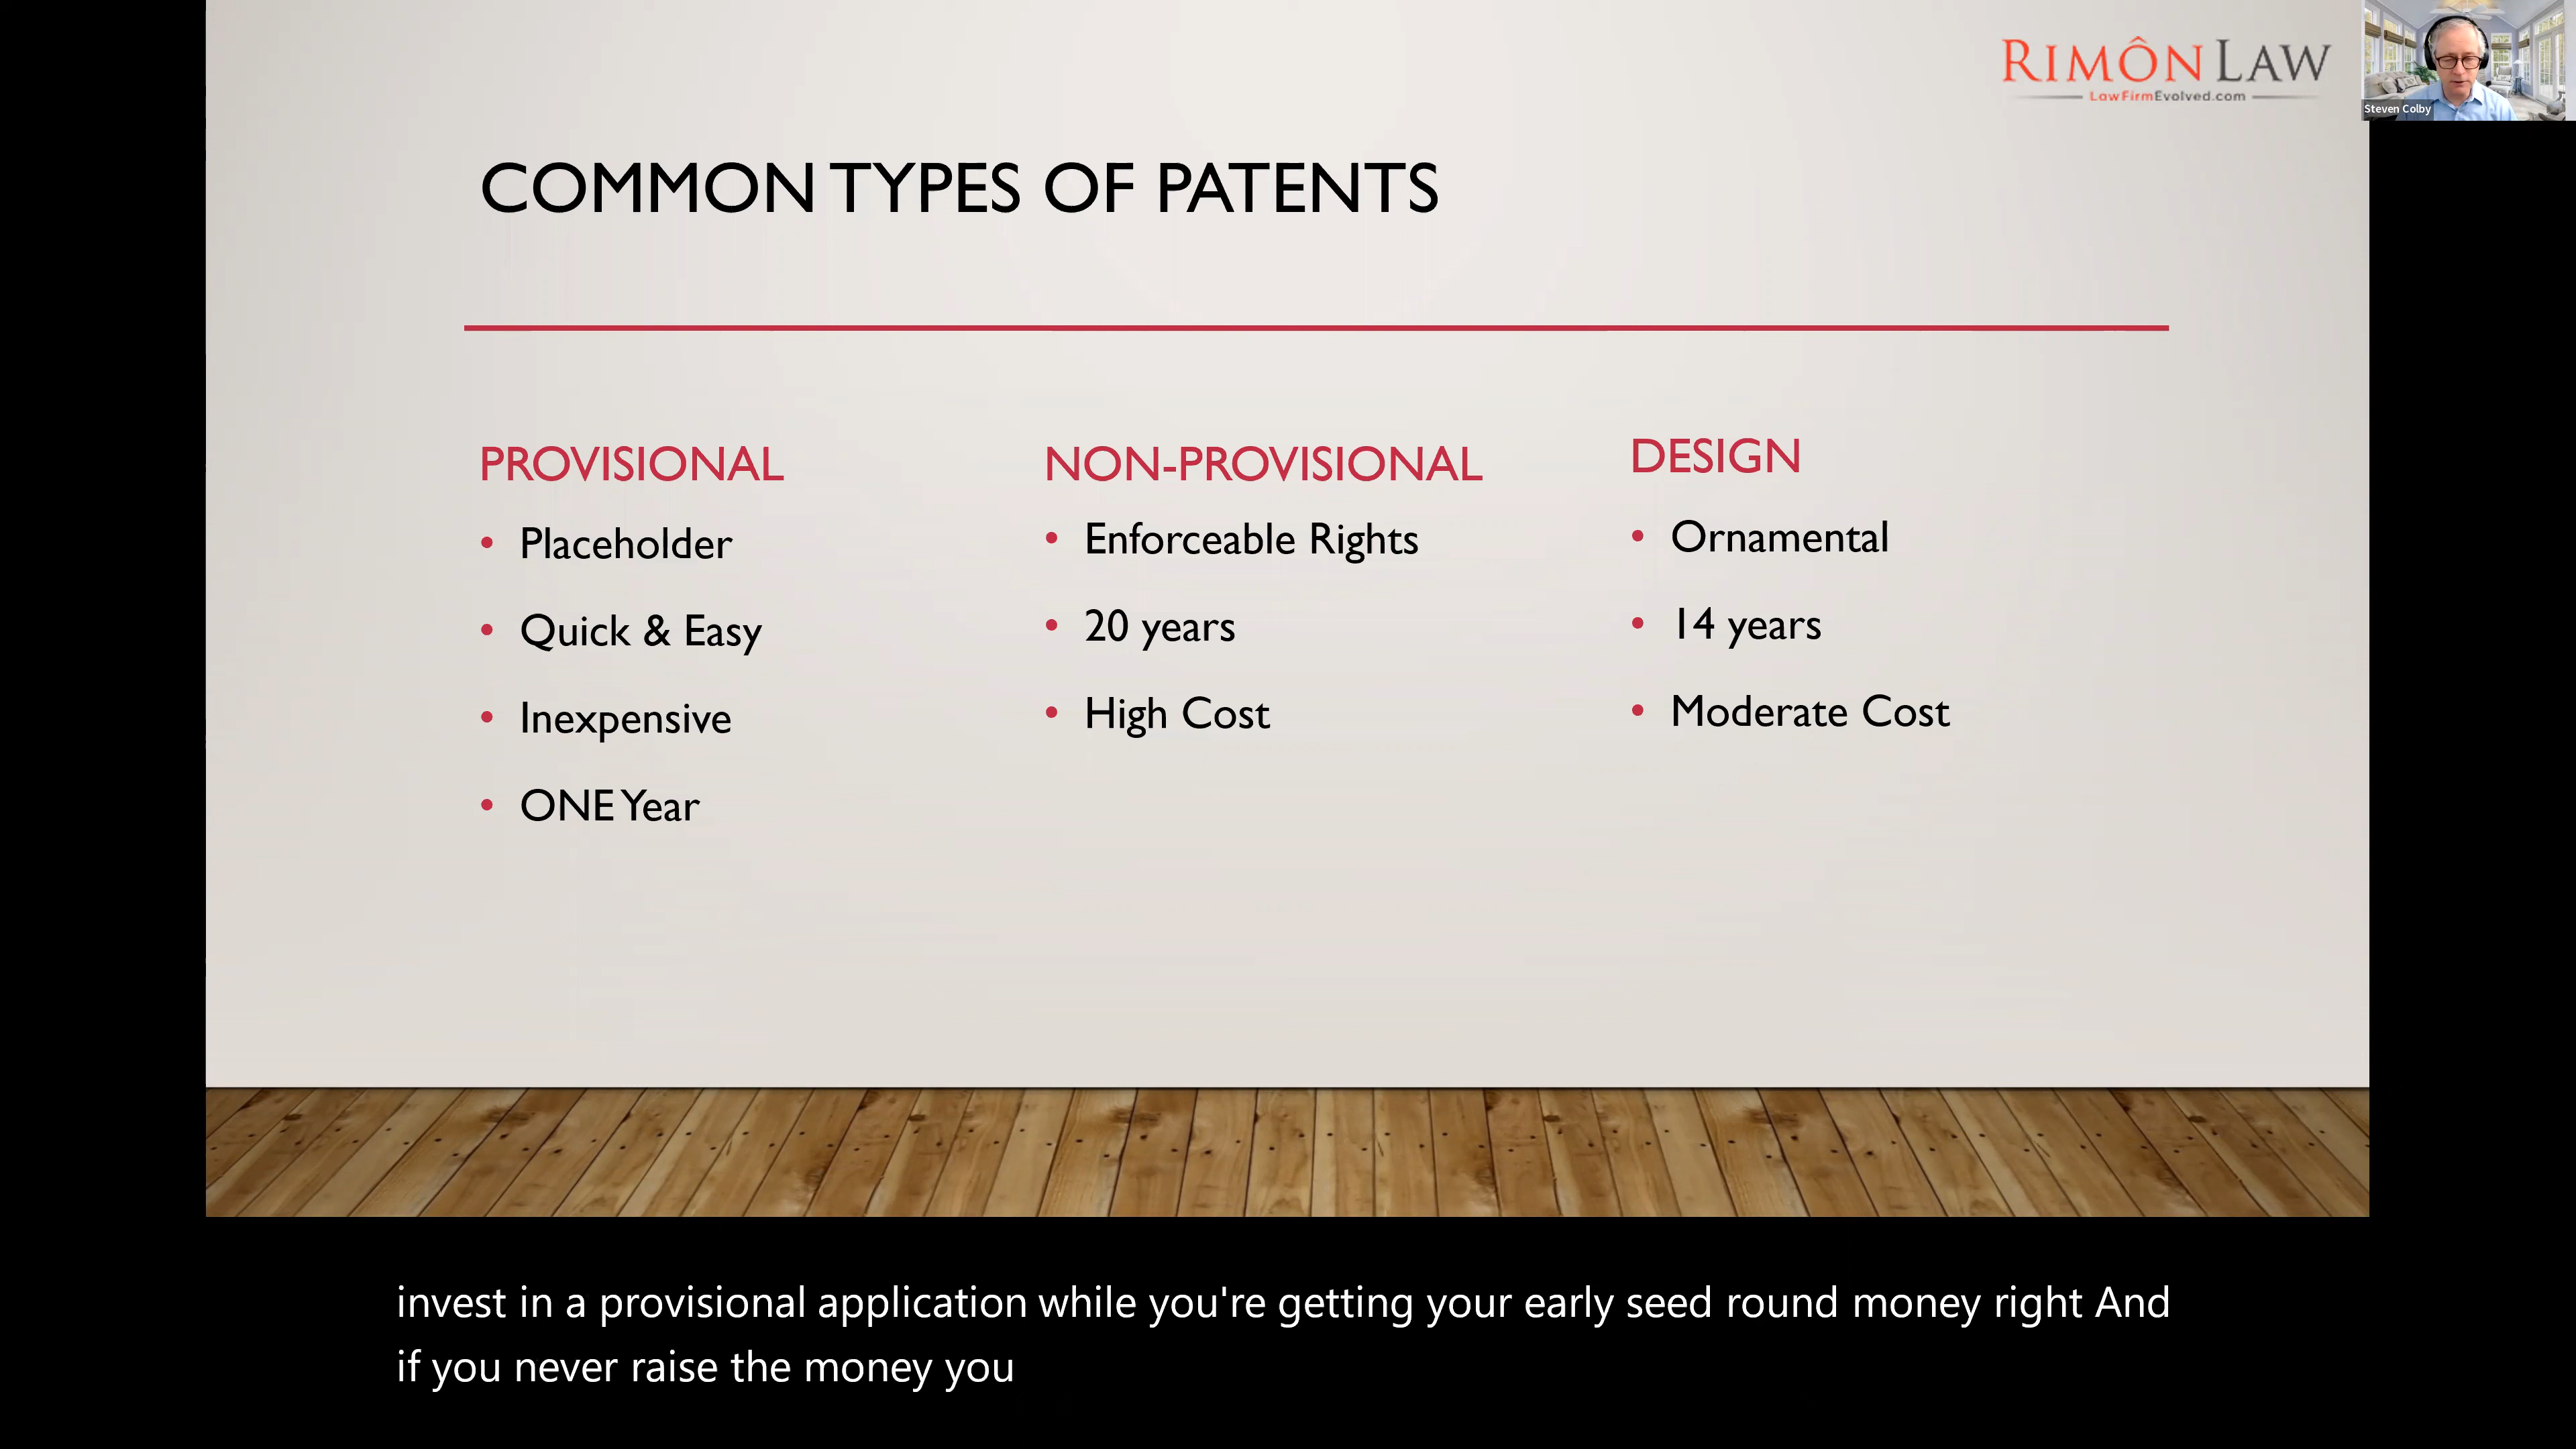 RIMÔN LAW
LawFirmEvolved.com
Steven Colby
COMMON TYPES OF PATENTS
PROVISIONAL
• Placeholder
• Quick & Easy
• Inexpensive
• ONE Year
NON-PROVISIONAL
• Enforceable Rights
• 20 years
• High Cost
DESIGN
• Ornamental
• 14 years
• Moderate Cost
invest in a provisional application while you're getting your early seed round money right And
if you never raise the money you